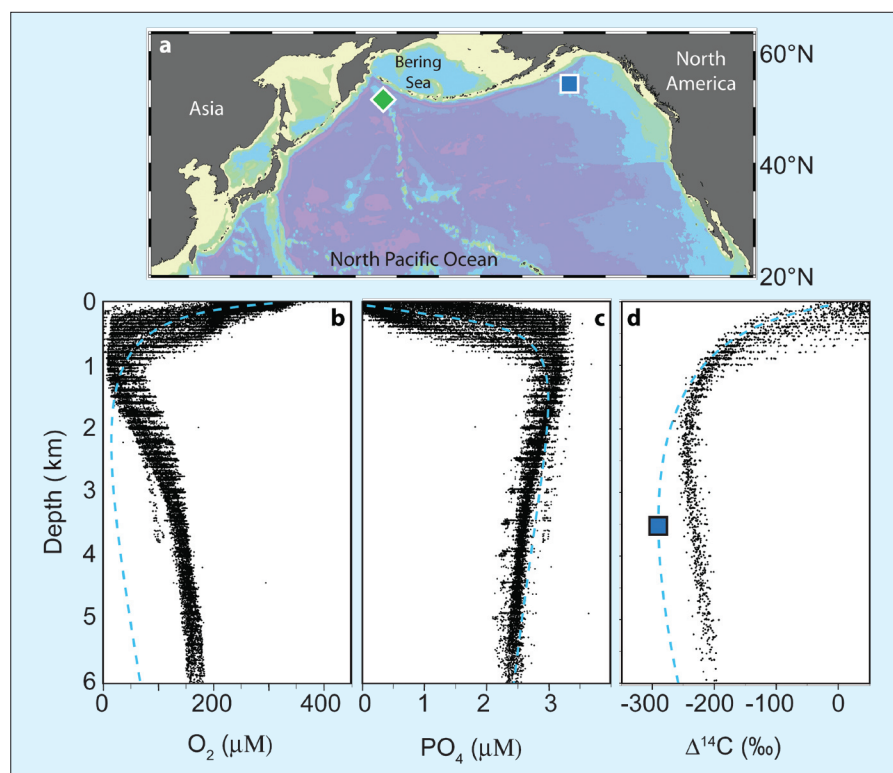 a
Bering
Sea
North
America
Asia
North Pacific Ocean
60°N
40°N
20°N
b
c
d
0
1
2
3
4
5
6
Depth (km)
0 200 400
0 1 2 3
-300 -200 -100 0
O₂ (µM)
PO₄ (µM)
Δ¹⁴C (‰)